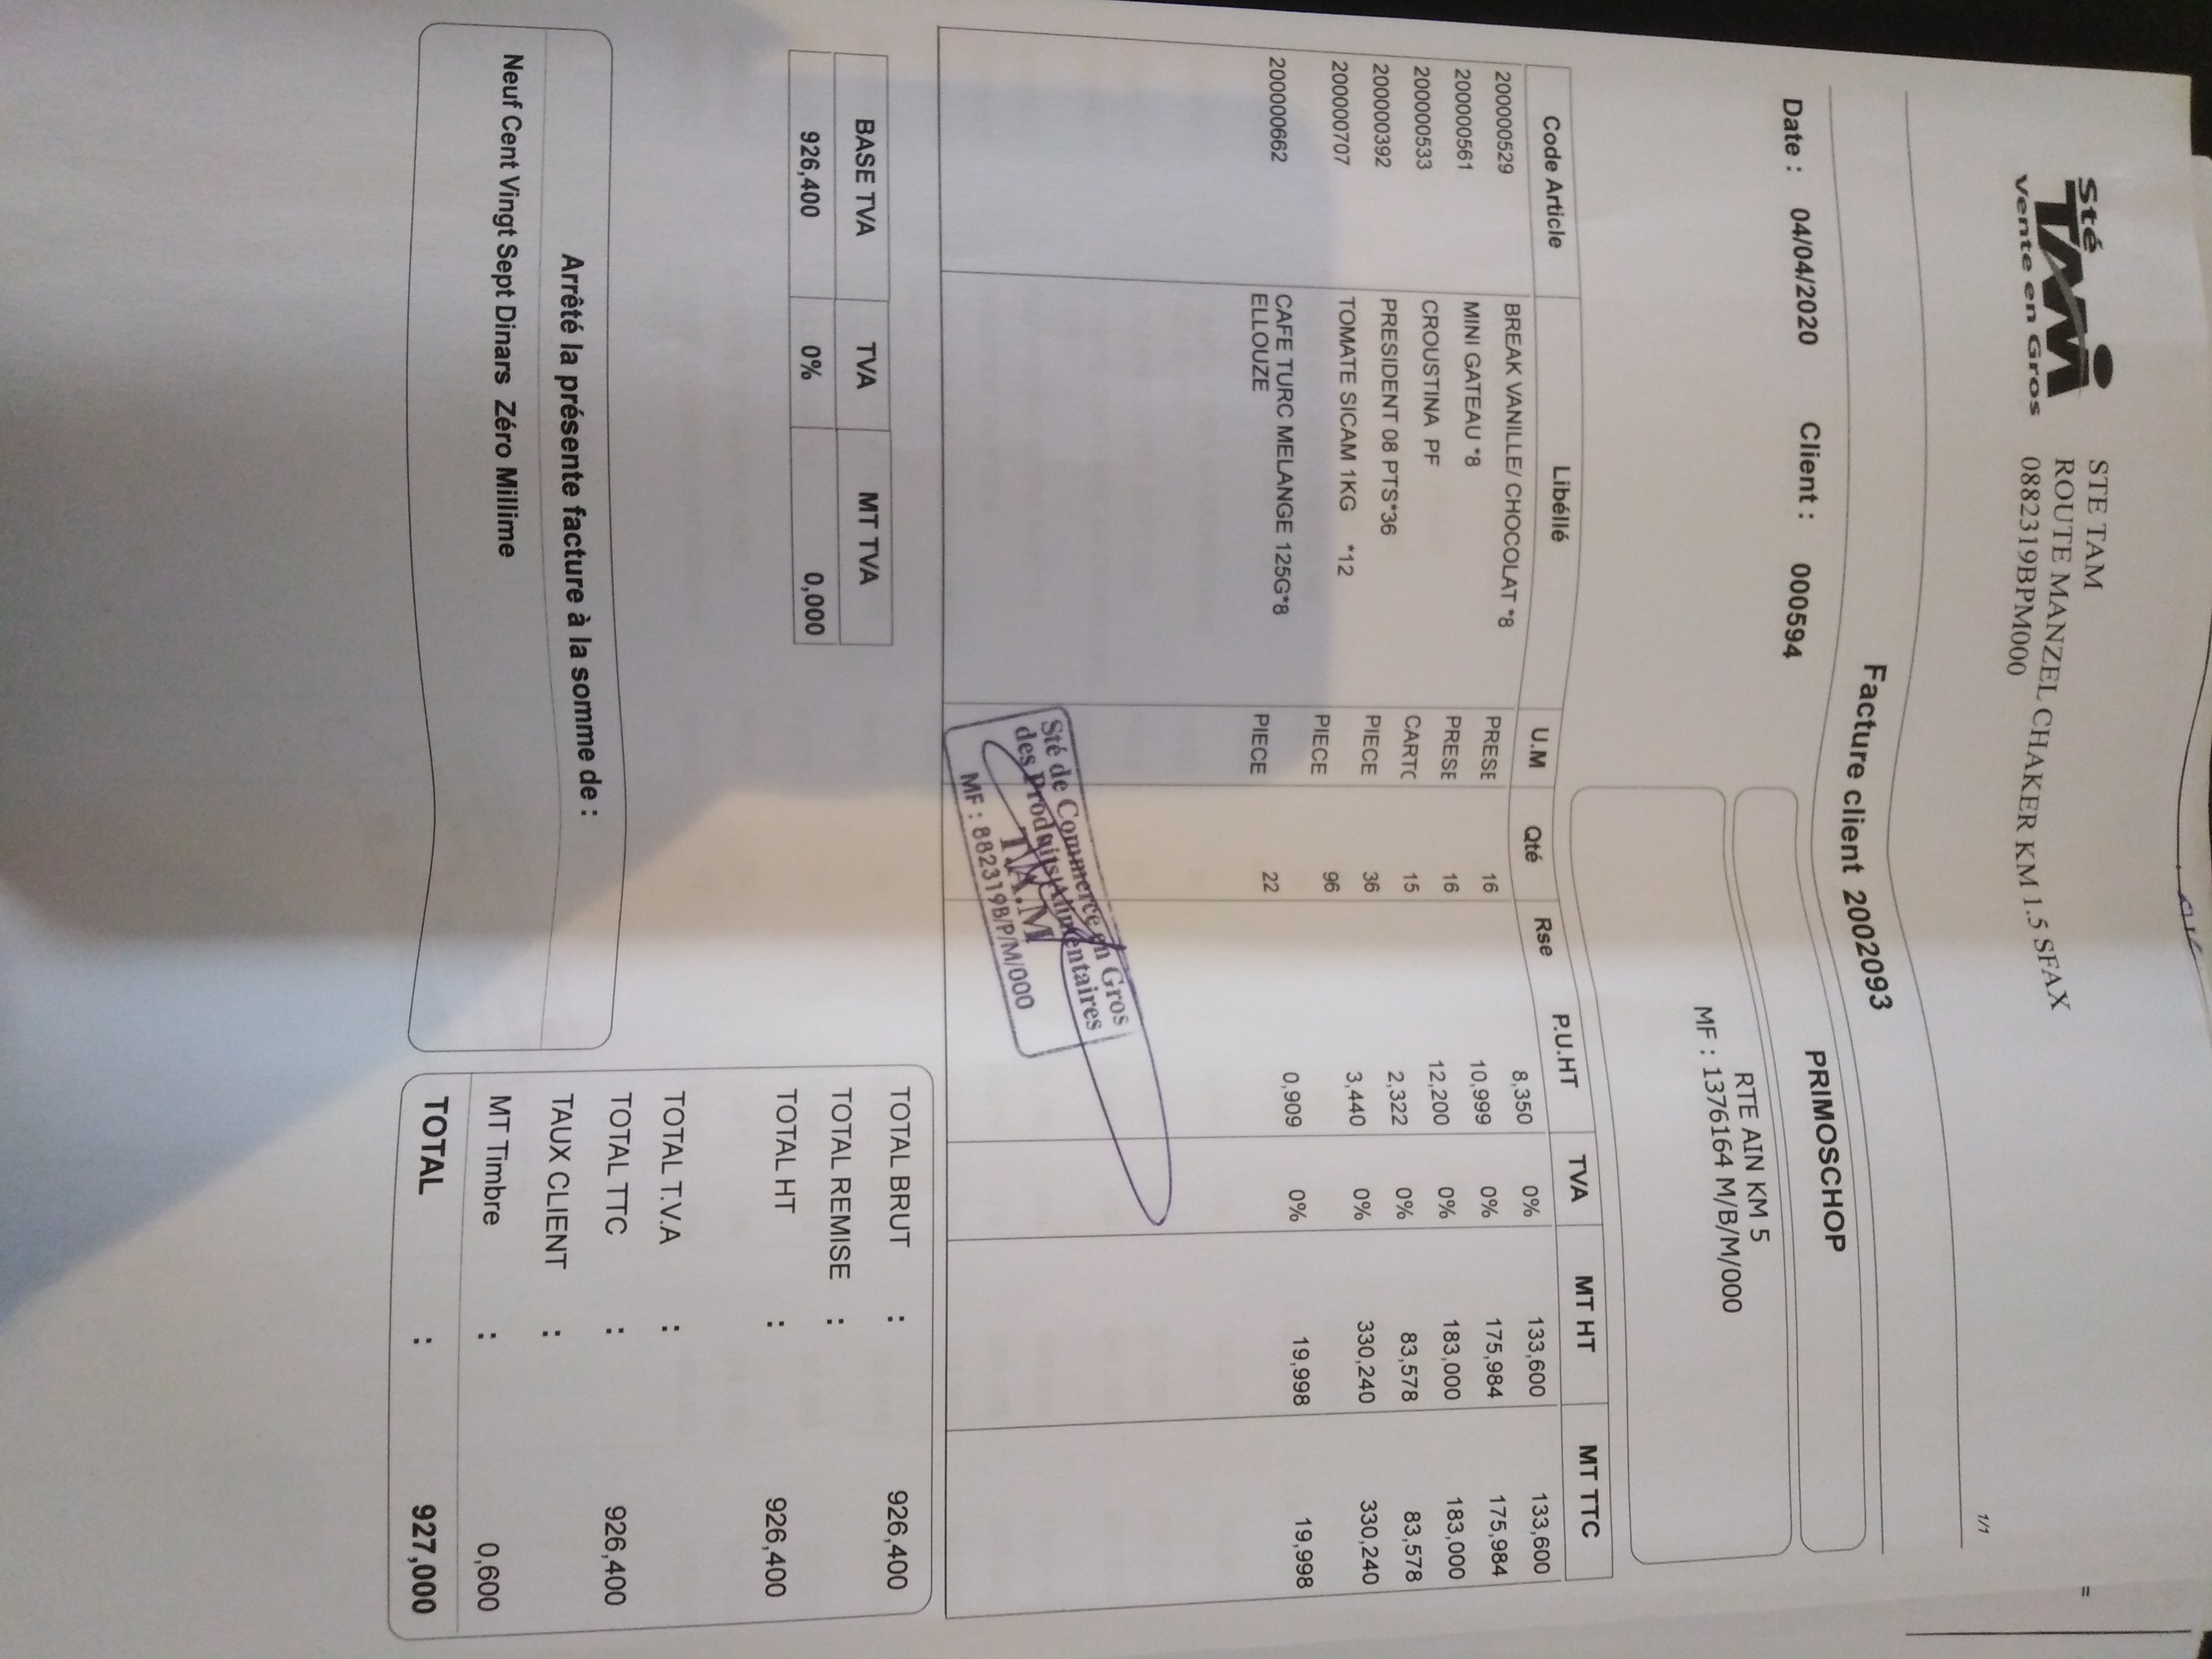 Sté
TAM
Vente en Gros
STE TAM
ROUTE MANZEL CHAKER KM 1.5 SFAX
0882319BPM000
=
1/1
Facture client 2002093
Date : 04/04/2020 Client : 000594
PRIMOSCHOP
RTE AIN KM 5
MF : 1376164 M/B/M/000
Code Article Libéllé U.M Qté Rse P.U.HT TVA MT HT MT TTC
200000529 BREAK VANILLE/ CHOCOLAT *8 PRESE 16 8,350 0% 133,600 133,600
200000561 MINI GATEAU *8 PRESE 16 10,999 0% 175,984 175,984
200000533 CROUSTINA PF CARTC 15 12,200 0% 183,000 183,000
200000392 PRESIDENT 08 PTS*36 PIECE 36 2,322 0% 83,578 83,578
200000707 TOMATE SICAM 1KG *12 PIECE 96 3,440 0% 330,240 330,240
200000662 CAFE TURC MELANGE 125G*8 PIECE 22 0,909 0% 19,998 19,998
ELLOUZE
Sté de Commerce en Gros
des Produits Alimentaires
T.A.M
MF : 882319B/P/M/000
BASE TVA TVA MT TVA
926,400 0% 0,000
TOTAL BRUT : 926,400
TOTAL REMISE :
TOTAL HT : 926,400
TOTAL T.V.A :
TOTAL TTC : 926,400
TAUX CLIENT :
MT Timbre : 0,600
TOTAL : 927,000
Arrêté la présente facture à la somme de :
Neuf Cent Vingt Sept Dinars Zéro Millime